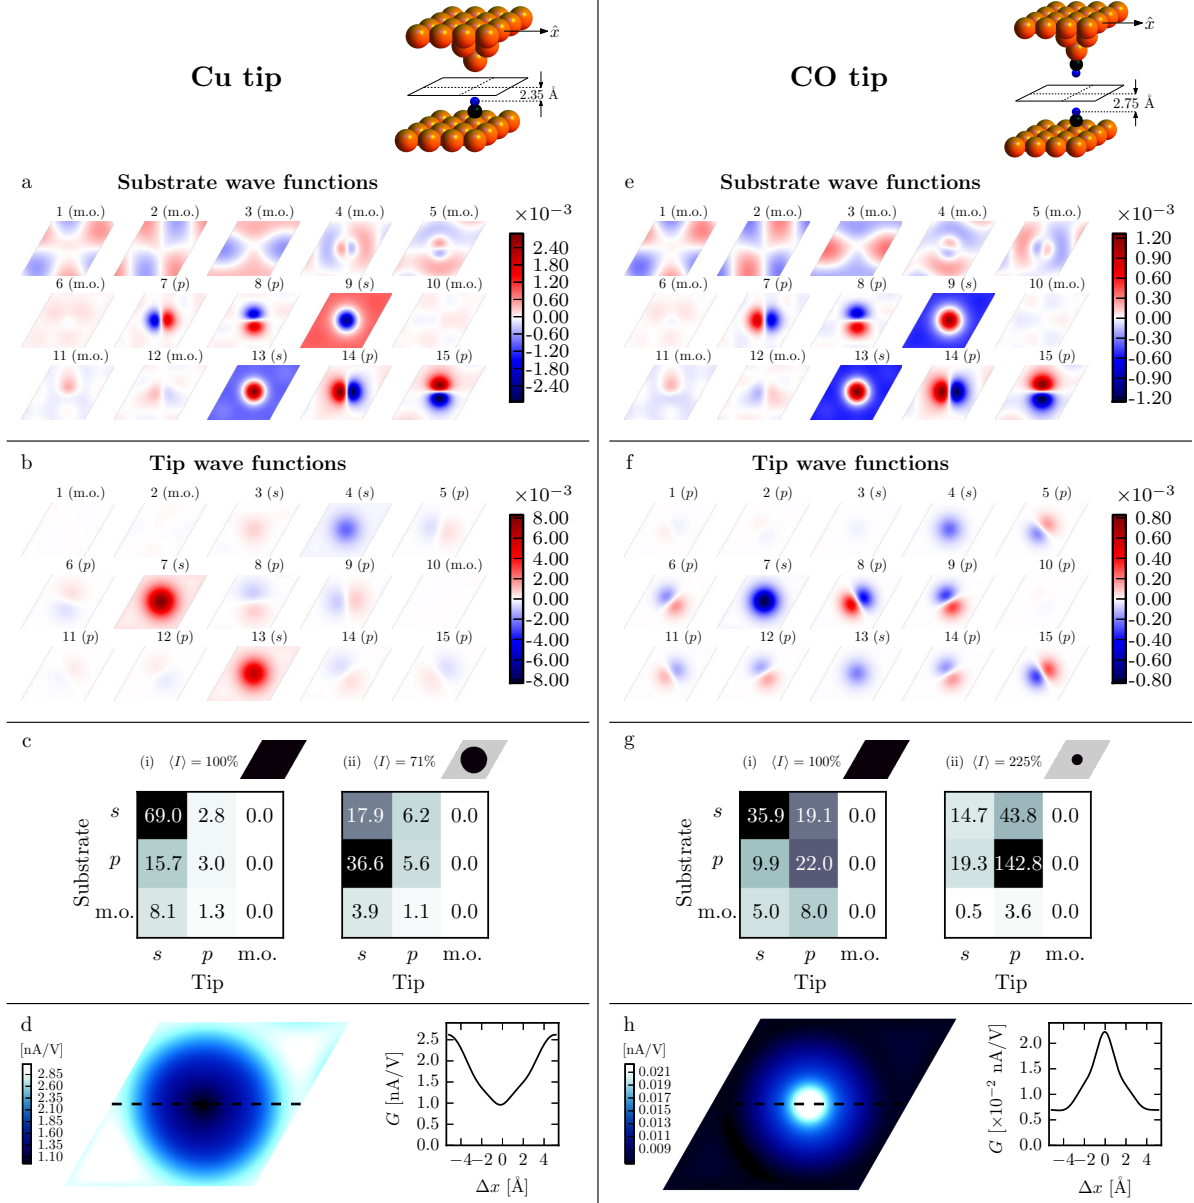 Cu tip
x̂
2.35 Å
a Substrate wave functions
1 (m.o.) 2 (m.o.) 3 (m.o.) 4 (m.o.) 5 (m.o.)
6 (m.o.) 7 (p) 8 (p) 9 (s) 10 (m.o.)
11 (m.o.) 12 (m.o.) 13 (s) 14 (p) 15 (p)
×10⁻³
2.40
1.80
1.20
0.60
0.00
-0.60
-1.20
-1.80
-2.40
b Tip wave functions
1 (m.o.) 2 (m.o.) 3 (s) 4 (s) 5 (p)
6 (p) 7 (s) 8 (p) 9 (p) 10 (m.o.)
11 (p) 12 (p) 13 (s) 14 (p) 15 (p)
×10⁻³
8.00
6.00
4.00
2.00
0.00
-2.00
-4.00
-6.00
-8.00
c
(i) ⟨I⟩ = 100% (ii) ⟨I⟩ = 71%
Substrate
s 69.0 2.8 0.0 17.9 6.2 0.0
p 15.7 3.0 0.0 36.6 5.6 0.0
m.o. 8.1 1.3 0.0 3.9 1.1 0.0
s p m.o. s p m.o.
Tip Tip
d
[nA/V]
2.85
2.60
2.35
2.10
1.85
1.60
1.35
1.10
G [nA/V]
2.5
2.0
1.5
1.0
0.5
0.0
−4 −2 0 2 4
Δx [Å]
CO tip
x̂
2.75 Å
e Substrate wave functions
1 (m.o.) 2 (m.o.) 3 (m.o.) 4 (m.o.) 5 (m.o.)
6 (m.o.) 7 (p) 8 (p) 9 (s) 10 (m.o.)
11 (m.o.) 12 (m.o.) 13 (s) 14 (p) 15 (p)
×10⁻³
1.20
0.90
0.60
0.30
0.00
-0.30
-0.60
-0.90
-1.20
f Tip wave functions
1 (p) 2 (p) 3 (s) 4 (s) 5 (p)
6 (p) 7 (s) 8 (p) 9 (p) 10 (p)
11 (p) 12 (p) 13 (s) 14 (p) 15 (p)
×10⁻³
0.80
0.60
0.40
0.20
0.00
-0.20
-0.40
-0.60
-0.80
g
(i) ⟨I⟩ = 100% (ii) ⟨I⟩ = 225%
Substrate
s 35.9 19.1 0.0 14.7 43.8 0.0
p 9.9 22.0 0.0 19.3 142.8 0.0
m.o. 5.0 8.0 0.0 0.5 3.6 0.0
s p m.o. s p m.o.
Tip Tip
h
[nA/V]
0.021
0.019
0.017
0.015
0.013
0.011
0.009
G [×10⁻² nA/V]
2.0
1.5
1.0
0.5
0.0
−4 −2 0 2 4
Δx [Å]